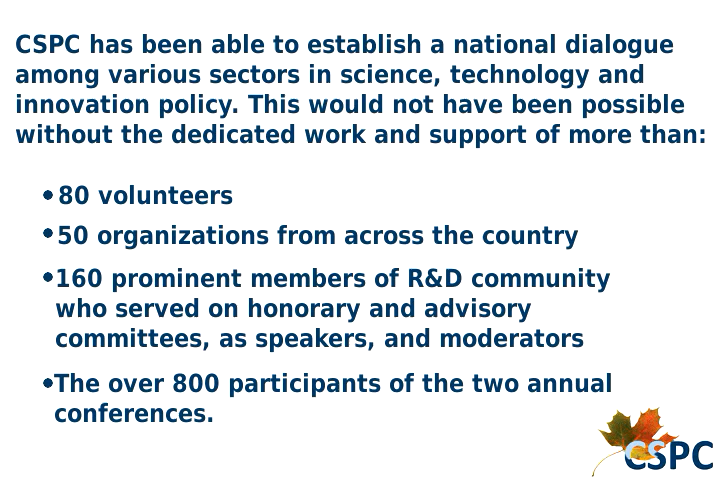 CSPC has been able to establish a national dialogue
among various sectors in science, technology and
innovation policy. This would not have been possible
without the dedicated work and support of more than:
•80 volunteers
•50 organizations from across the country
•160 prominent members of R&D community
who served on honorary and advisory
committees, as speakers, and moderators
•The over 800 participants of the two annual
conferences.
CSPC